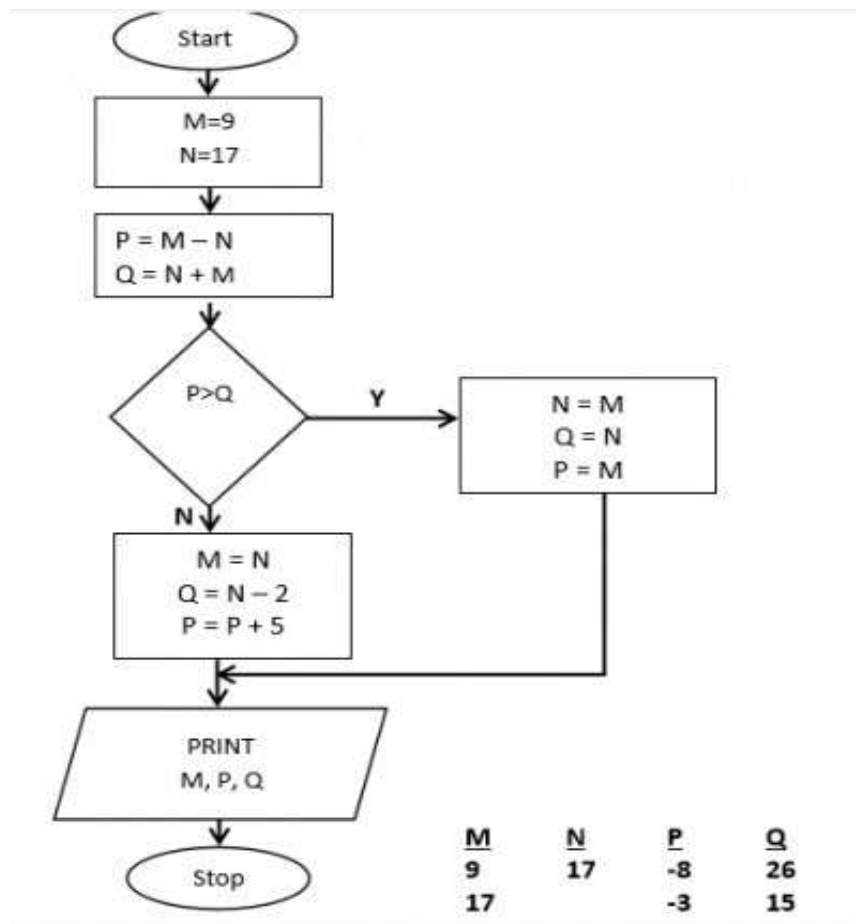 Start
M=9
N=17
P = M – N
Q = N + M
P>Q
Y
N = M
Q = N
P = M
N
M = N
Q = N – 2
P = P + 5
PRINT
M, P, Q
Stop
M N P Q
9 17 -8 26
17 -3 15